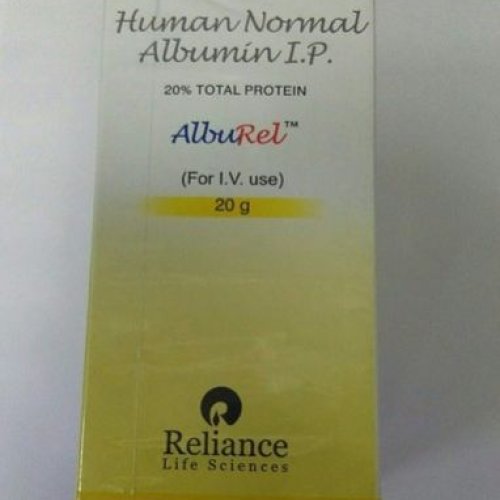 Human Normal
Albumin I.P.
20% TOTAL PROTEIN
AlbuRel™
(For I.V. use)
20 g
Reliance
Life Sciences